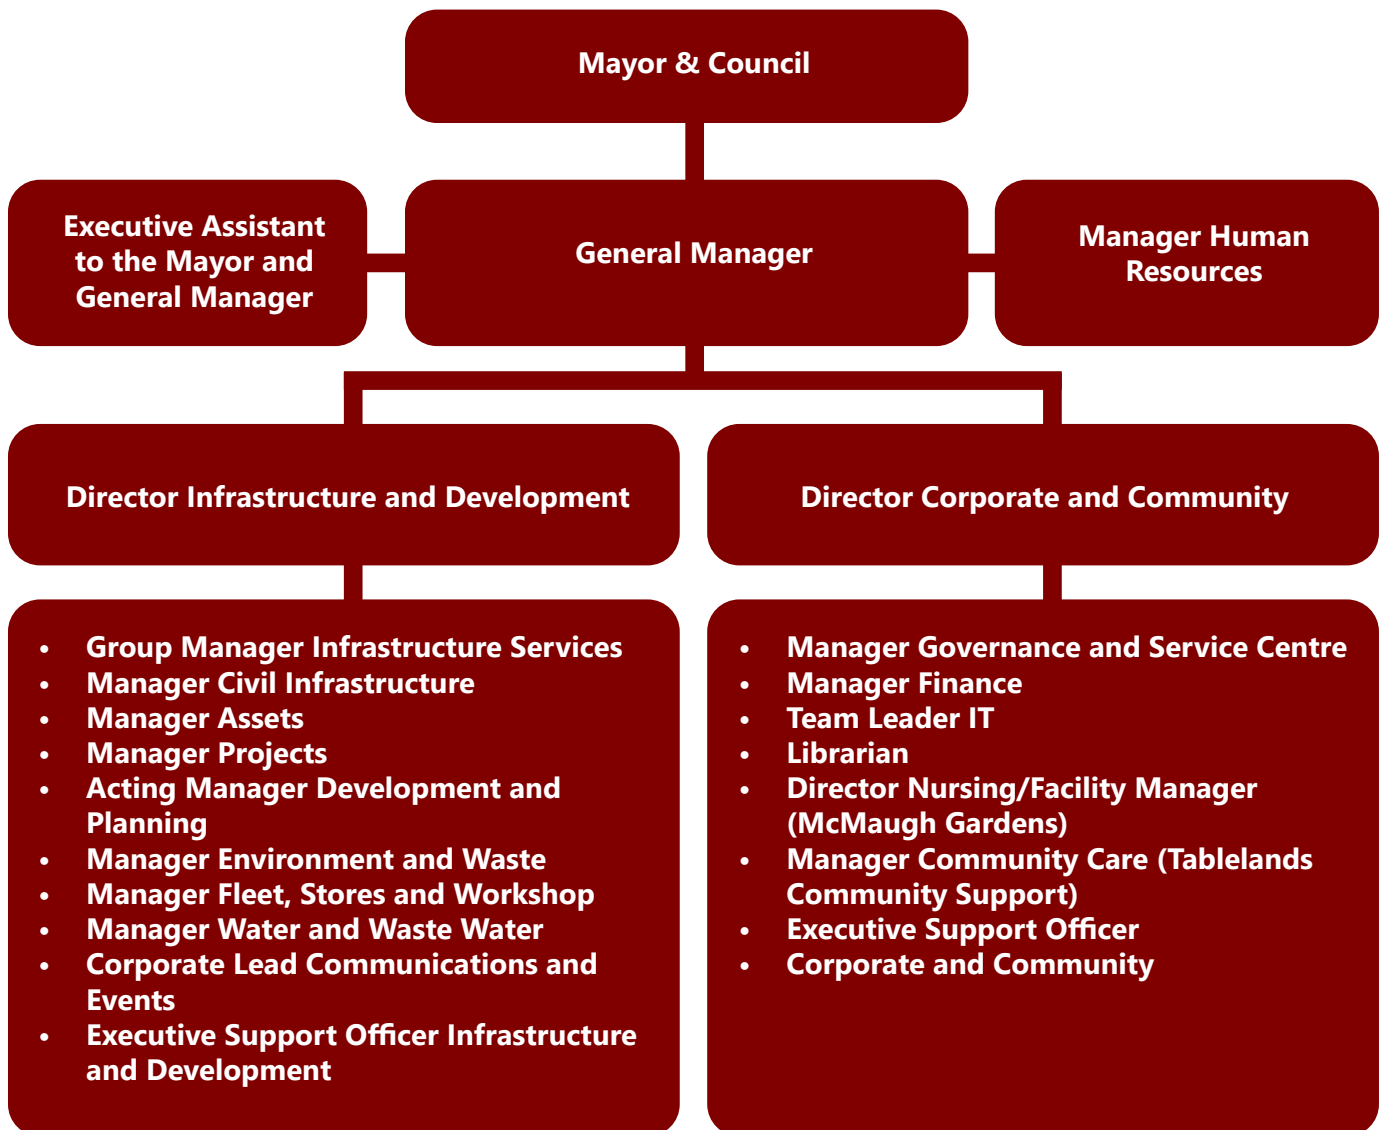 Mayor & Council
Executive Assistant
to the Mayor and
General Manager
General Manager
Manager Human
Resources
Director Infrastructure and Development
Director Corporate and Community
• Group Manager Infrastructure Services
• Manager Civil Infrastructure
• Manager Assets
• Manager Projects
• Acting Manager Development and
Planning
• Manager Environment and Waste
• Manager Fleet, Stores and Workshop
• Manager Water and Waste Water
• Corporate Lead Communications and
Events
• Executive Support Officer Infrastructure
and Development
• Manager Governance and Service Centre
• Manager Finance
• Team Leader IT
• Librarian
• Director Nursing/Facility Manager
(McMaugh Gardens)
• Manager Community Care (Tablelands
Community Support)
• Executive Support Officer
• Corporate and Community